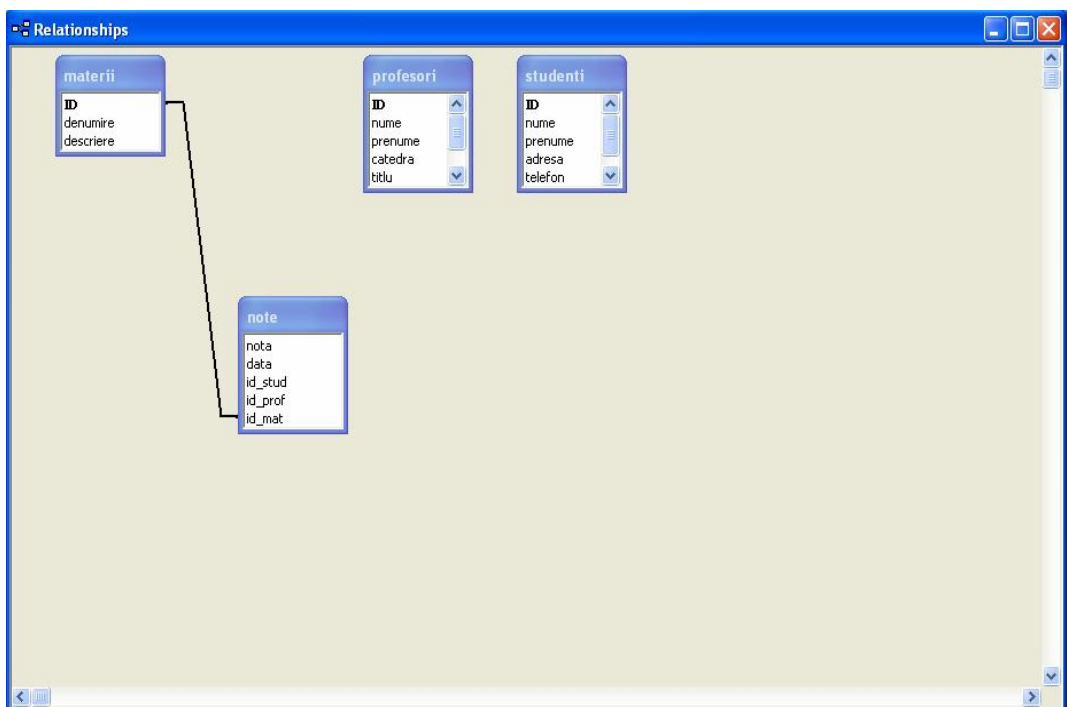 Relationships
materii
ID
denumire
descriere
profesori
ID
nume
prenume
catedra
titlu
studenti
ID
nume
prenume
adresa
telefon
note
nota
data
id_stud
id_prof
id_mat